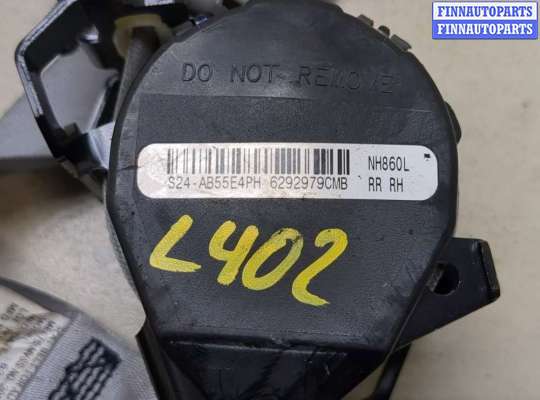 FINNAUTOPARTS
FINNAUTOPARTS
DO NOT REMOVE
NH860L
S24-AB55E4PH 6292979CMB RR RH
L402